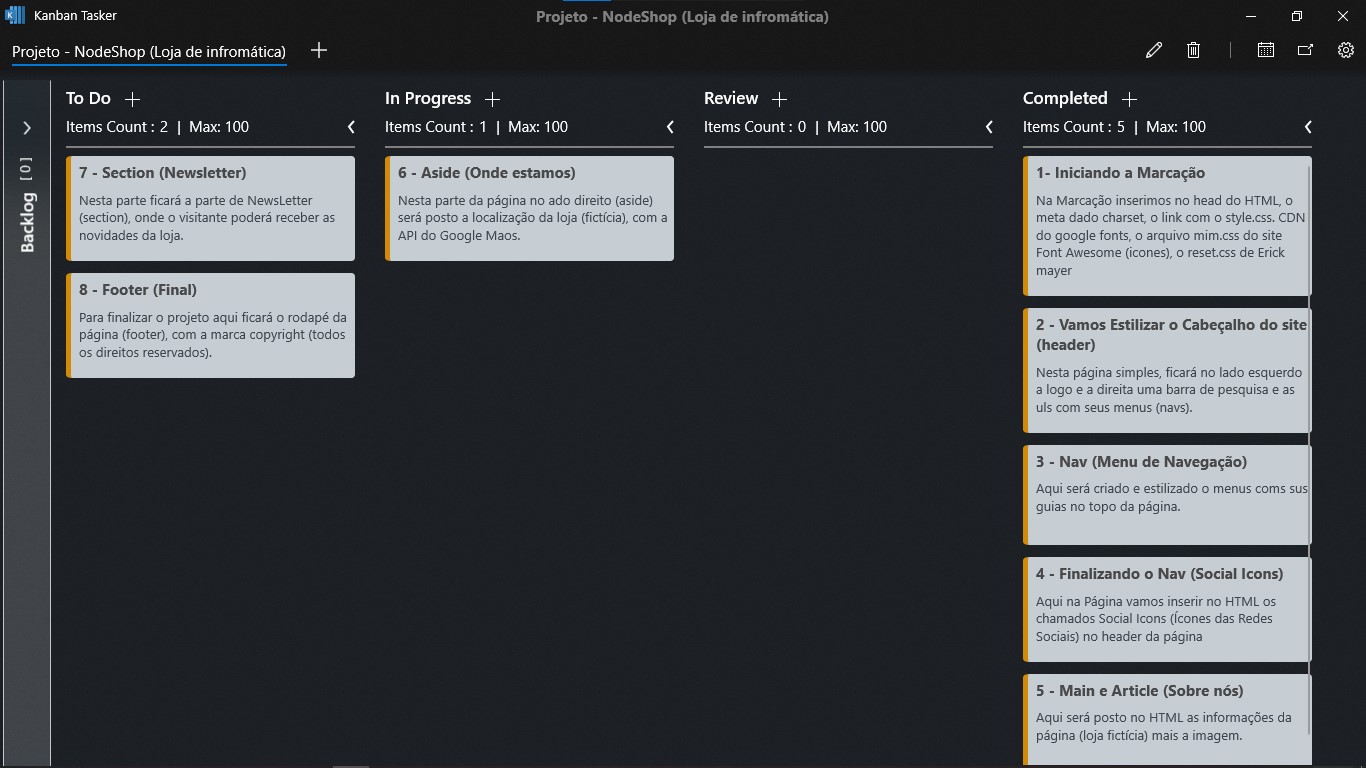 Kanban Tasker
Projeto - NodeShop (Loja de infromática)
Projeto - NodeShop (Loja de infromática)
Backlog [ 0 ]
To Do
Items Count : 2 | Max: 100
7 - Section (Newsletter)
Nesta parte ficará a parte de NewsLetter
(section), onde o visitante poderá receber as
novidades da loja.
8 - Footer (Final)
Para finalizar o projeto aqui ficará o rodapé da
página (footer), com a marca copyright (todos
os direitos reservados).
In Progress
Items Count : 1 | Max: 100
6 - Aside (Onde estamos)
Nesta parte da página no ado direito (aside)
será posto a localização da loja (fictícia), com a
API do Google Maos.
Review
Items Count : 0 | Max: 100
Completed
Items Count : 5 | Max: 100
1- Iniciando a Marcação
Na Marcação inserimos no head do HTML, o
meta dado charset, o link com o style.css. CDN
do google fonts, o arquivo mim.css do site
Font Awesome (icones), o reset.css de Erick
mayer
2 - Vamos Estilizar o Cabeçalho do site
(header)
Nesta página simples, ficará no lado esquerdo
a logo e a direita uma barra de pesquisa e as
uls com seus menus (navs).
3 - Nav (Menu de Navegação)
Aqui será criado e estilizado o menus coms sus
guias no topo da página.
4 - Finalizando o Nav (Social Icons)
Aqui na Página vamos inserir no HTML os
chamados Social Icons (Ícones das Redes
Sociais) no header da página
5 - Main e Article (Sobre nós)
Aqui será posto no HTML as informações da
página (loja fictícia) mais a imagem.